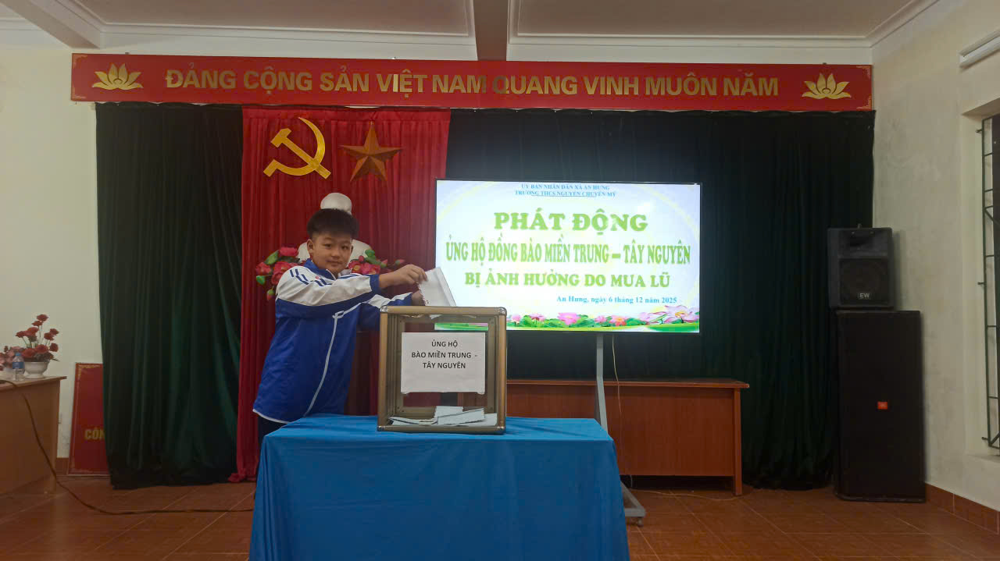 ĐẢNG CỘNG SẢN VIỆT NAM QUANG VINH MUÔN NĂM
ỦY BAN NHÂN DÂN XÃ AN HƯNG
TRƯỜNG THCS NGUYỄN CHUYÊN MỸ
PHÁT ĐỘNG
ỦNG HỘ ĐỒNG BÀO MIỀN TRUNG – TÂY NGUYÊN
BỊ ẢNH HƯỞNG DO MƯA LŨ
An Hưng, ngày 6 tháng 12 năm 2025
ỦNG HỘ
BÀO MIỀN TRUNG -
TÂY NGUYÊN
CÔN
EW
JBL